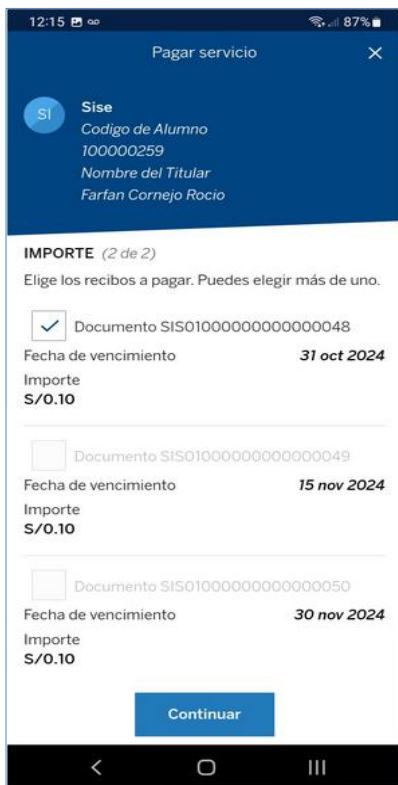 12:15 87%
Pagar servicio
SI
Sise
Codigo de Alumno
100000259
Nombre del Titular
Farfan Cornejo Rocio
IMPORTE (2 de 2)
Elige los recibos a pagar. Puedes elegir más de uno.
Documento SIS01000000000000048
Fecha de vencimiento 31 oct 2024
Importe
S/0.10
Documento SIS01000000000000049
Fecha de vencimiento 15 nov 2024
Importe
S/0.10
Documento SIS01000000000000050
Fecha de vencimiento 30 nov 2024
Importe
S/0.10
Continuar